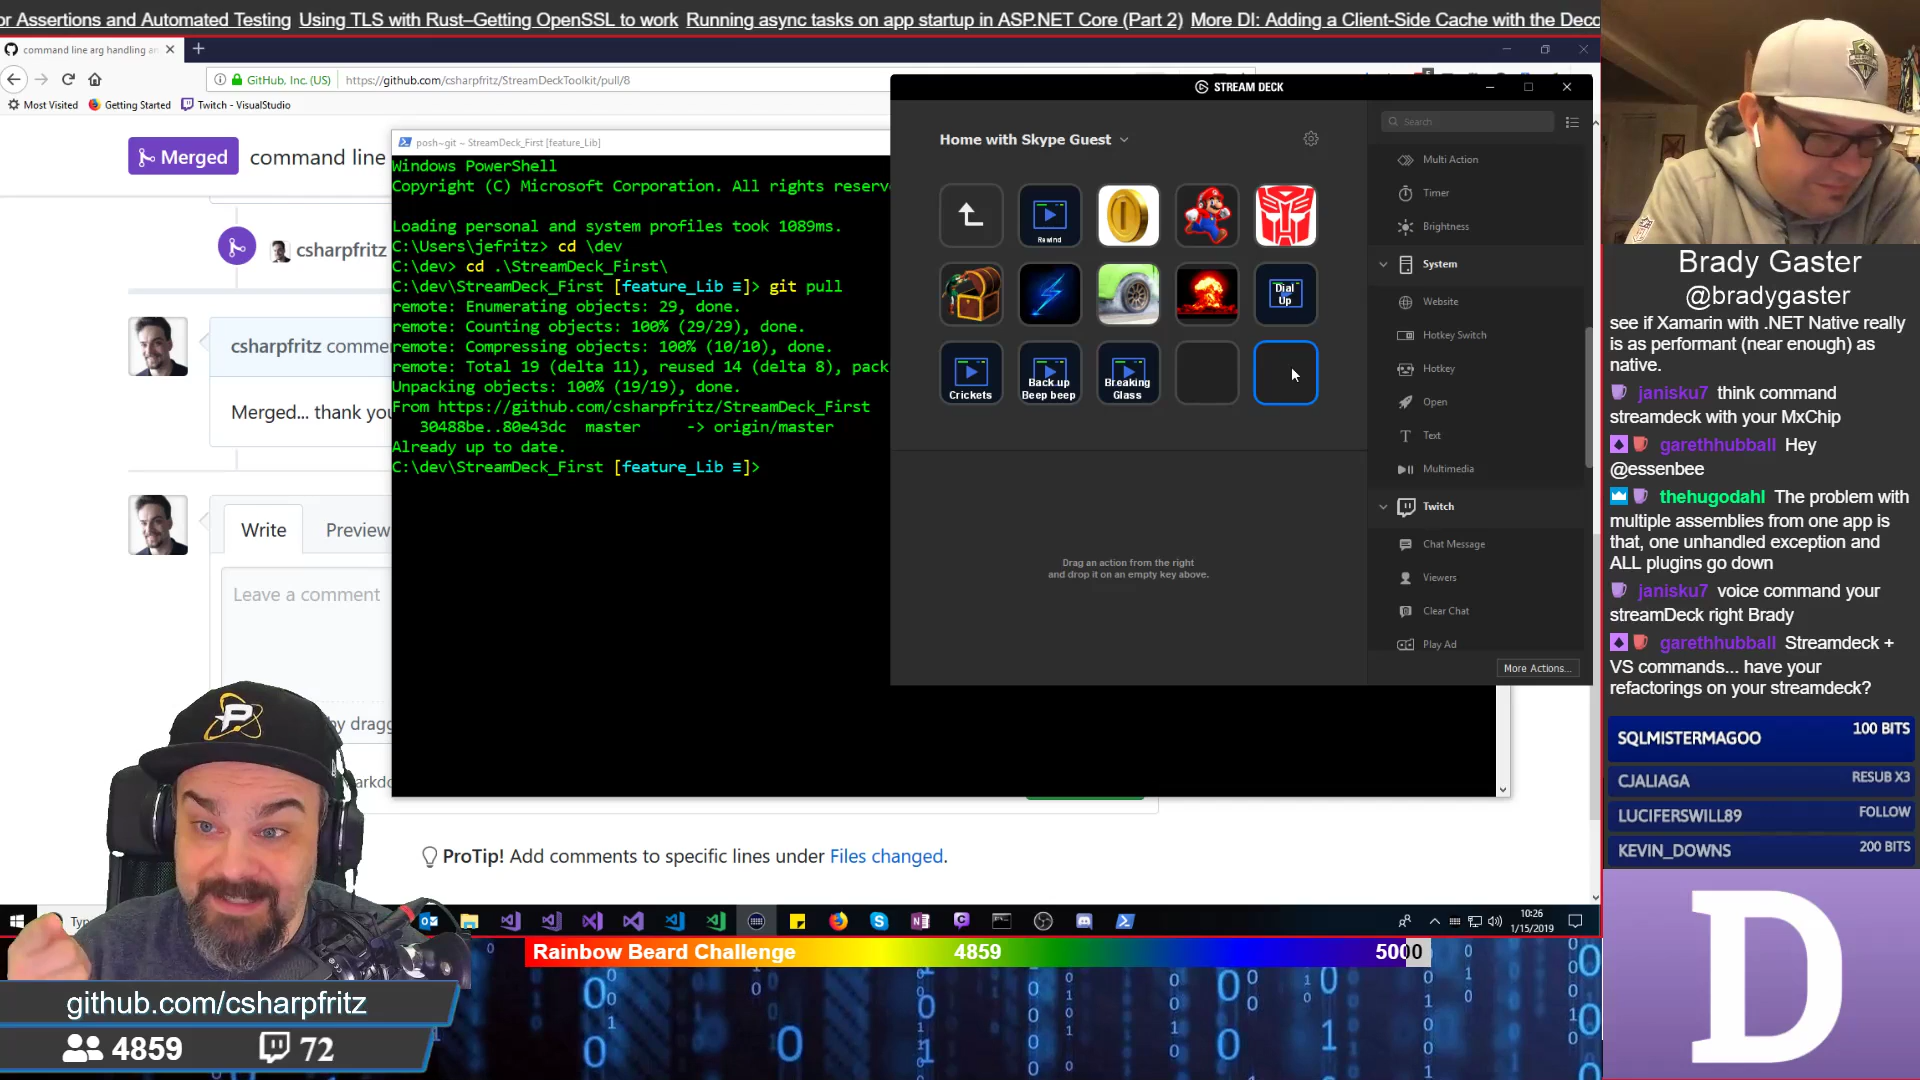 or Assertions and Automated Testing Using TLS with Rust–Getting OpenSSL to work Running async tasks on app startup in ASP.NET Core (Part 2) More DI: Adding a Client-Side Cache with the Deco
command line arg handling an
GitHub, Inc. (US)
https://github.com/csharpfritz/StreamDeckToolkit/pull/8
Most Visited
Getting Started
Twitch - VisualStudio
Merged
command line
csharpfritz
csharpfritz comme
Merged... thank you
Write
Preview
Leave a comment
by dragg
ProTip! Add comments to specific lines under Files changed.
posh~git ~ StreamDeck_First [feature_Lib]
Windows PowerShell
Copyright (C) Microsoft Corporation. All rights reserv
Loading personal and system profiles took 1089ms.
C:\Users\jefritz> cd \dev
C:\dev> cd .\StreamDeck_First\
C:\dev\StreamDeck_First [feature_Lib ≡]> git pull
remote: Enumerating objects: 29, done.
remote: Counting objects: 100% (29/29), done.
remote: Compressing objects: 100% (10/10), done.
remote: Total 19 (delta 11), reused 14 (delta 8), pack
Unpacking objects: 100% (19/19), done.
From https://github.com/csharpfritz/StreamDeck_First
30488be..80e43dc master -> origin/master
Already up to date.
C:\dev\StreamDeck_First [feature_Lib ≡]>
STREAM DECK
Home with Skype Guest
Rewind
Dial
Up
Crickets
Back up
Beep beep
Breaking
Glass
Drag an action from the right
and drop it on an empty key above.
Search
Multi Action
Timer
Brightness
System
Website
Hotkey Switch
Hotkey
Open
Text
Multimedia
Twitch
Chat Message
Viewers
Clear Chat
Play Ad
More Actions...
10:26
1/15/2019
Brady Gaster
@bradygaster
see if Xamarin with .NET Native really
is as performant (near enough) as
native.
janisku7 think command
streamdeck with your MxChip
garethhubball Hey
@essenbee
thehugodahl The problem with
multiple assemblies from one app is
that, one unhandled exception and
ALL plugins go down
janisku7 voice command your
streamDeck right Brady
garethhubball Streamdeck +
VS commands... have your
refactorings on your streamdeck?
SQLMISTERMAGOO 100 BITS
CJALIAGA RESUB X3
LUCIFERSWILL89 FOLLOW
KEVIN_DOWNS 200 BITS
D
Rainbow Beard Challenge 4859 5000
github.com/csharpfritz
4859 72